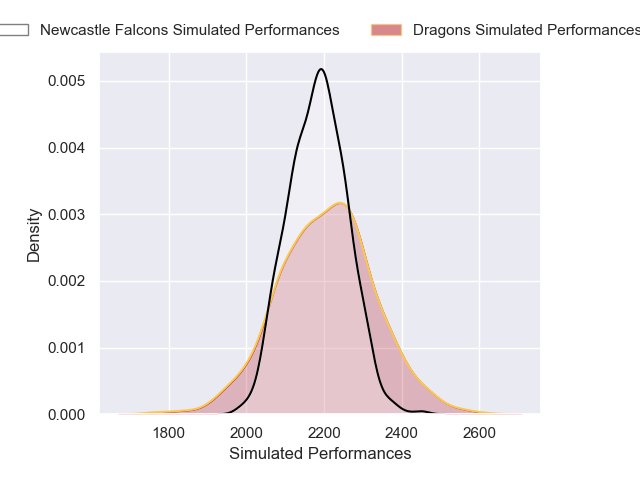 Newcastle Falcons Simulated Performances
Dragons Simulated Performances
0.005
0.004
0.003
0.002
0.001
0.000
Density
1800 2000 2200 2400 2600
Simulated Performances